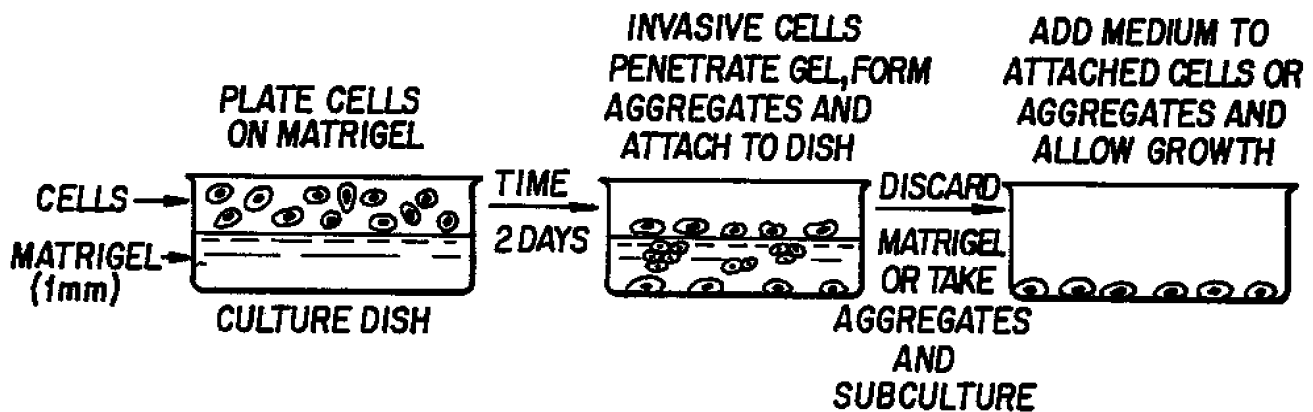 PLATE CELLS
ON MATRIGEL
CELLS
MATRIGEL
(1mm)
CULTURE DISH
TIME
2 DAYS
INVASIVE CELLS
PENETRATE GEL, FORM
AGGREGATES AND
ATTACH TO DISH
DISCARD
MATRIGEL
OR TAKE
AGGREGATES
AND
SUBCULTURE
ADD MEDIUM TO
ATTACHED CELLS OR
AGGREGATES AND
ALLOW GROWTH